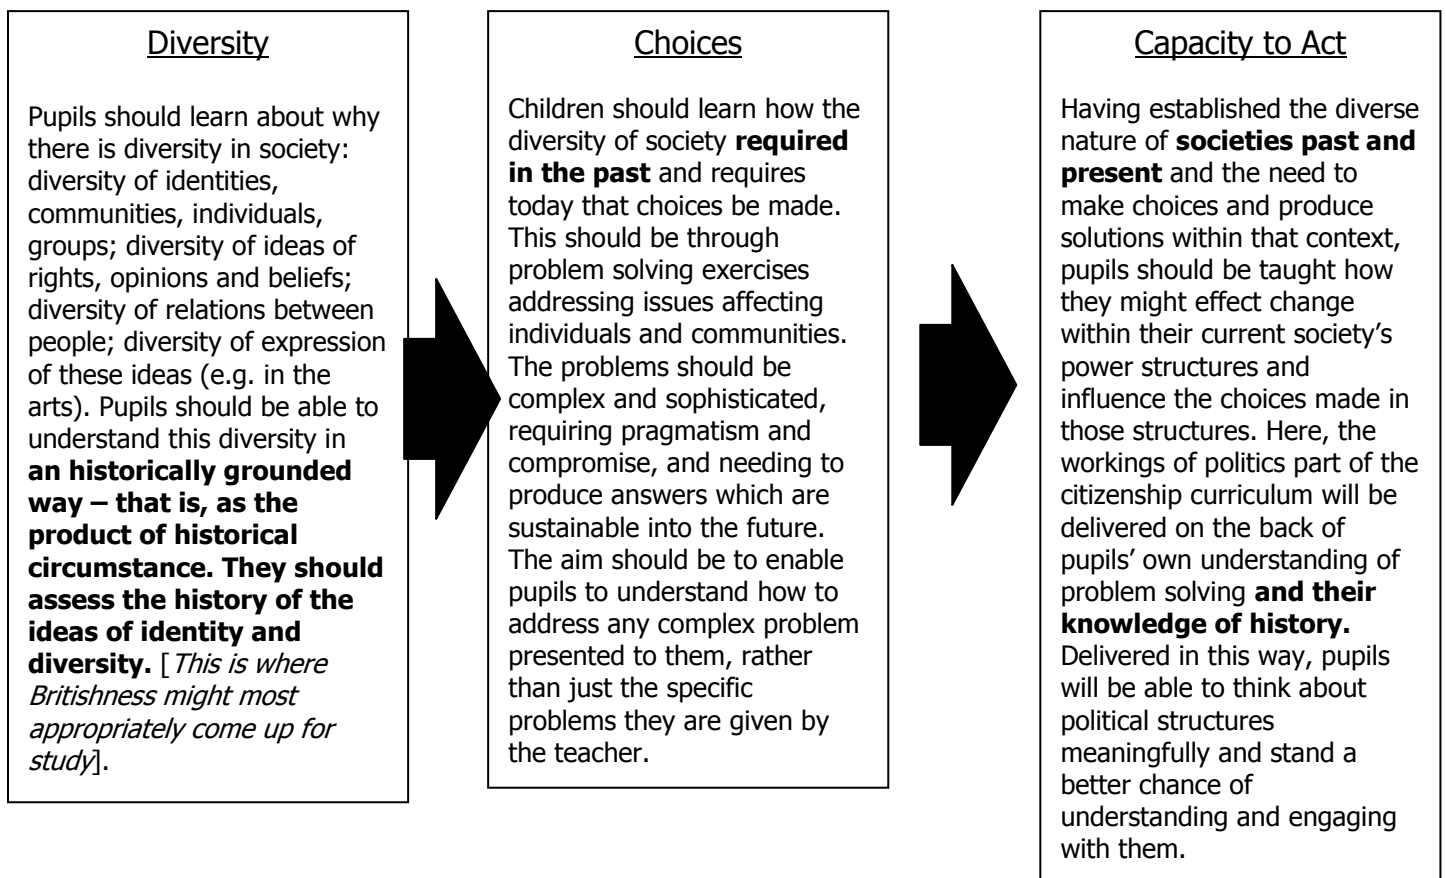 Diversity
Pupils should learn about why
there is diversity in society:
diversity of identities,
communities, individuals,
groups; diversity of ideas of
rights, opinions and beliefs;
diversity of relations between
people; diversity of expression
of these ideas (e.g. in the
arts). Pupils should be able to
understand this diversity in
an historically grounded
way – that is, as the
product of historical
circumstance. They should
assess the history of the
ideas of identity and
diversity. [This is where
Britishness might most
appropriately come up for
study].
Choices
Children should learn how the
diversity of society required
in the past and requires
today that choices be made.
This should be through
problem solving exercises
addressing issues affecting
individuals and communities.
The problems should be
complex and sophisticated,
requiring pragmatism and
compromise, and needing to
produce answers which are
sustainable into the future.
The aim should be to enable
pupils to understand how to
address any complex problem
presented to them, rather
than just the specific
problems they are given by
the teacher.
Capacity to Act
Having established the diverse
nature of societies past and
present and the need to
make choices and produce
solutions within that context,
pupils should be taught how
they might effect change
within their current society’s
power structures and
influence the choices made in
those structures. Here, the
workings of politics part of the
citizenship curriculum will be
delivered on the back of
pupils’ own understanding of
problem solving and their
knowledge of history.
Delivered in this way, pupils
will be able to think about
political structures
meaningfully and stand a
better chance of
understanding and engaging
with them.